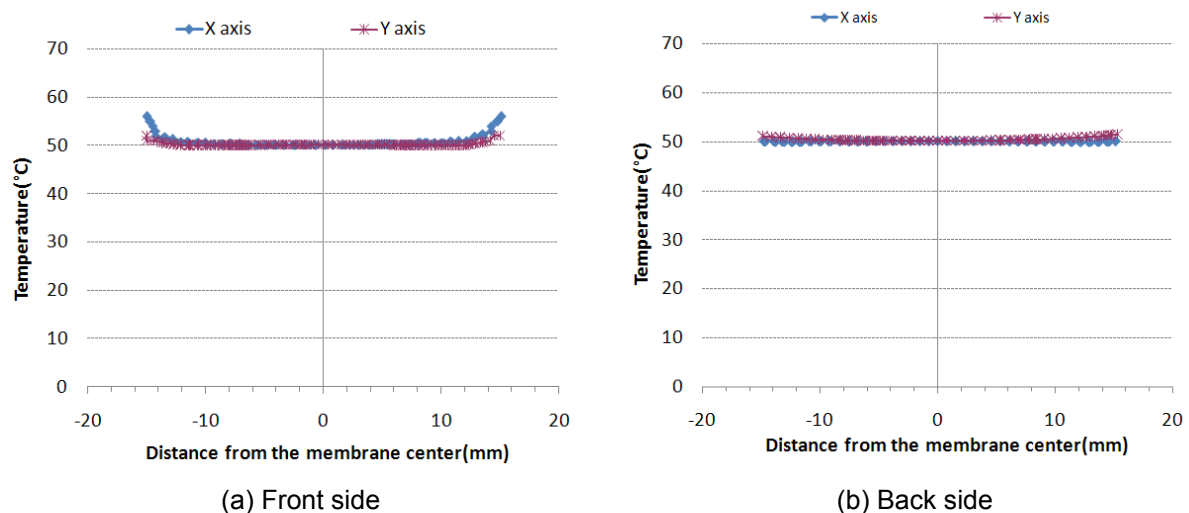 X axis Y axis
70
60
50
40
30
20
10
0
-20 -10 0 10 20
Temperature(°C)
Distance from the membrane center(mm)
(a) Front side
X axis Y axis
70
60
50
40
30
20
10
0
-20 -10 0 10 20
Temperature(°C)
Distance from the membrane center(mm)
(b) Back side